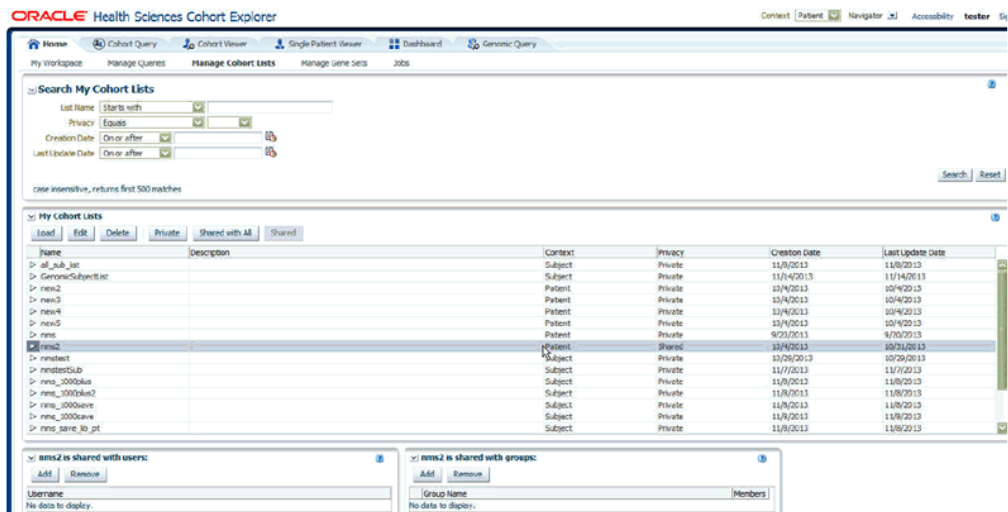 ORACLE Health Sciences Cohort Explorer
Context Patient Navigator Accessibility tester
Home Cohort Query Cohort Viewer Single Patient Viewer Dashboard Genomic Query
My Workspace Manage Queries Manage Cohort Lists Manage Gene Sets Jobs
Search My Cohort Lists
List Name Starts with
Privacy Equals
Creation Date On or after
Last Update Date On or after
Search Reset
case insensitive, returns first 500 matches
My Cohort Lists
Load Edit Delete Private Shared with All Shared
Name Description Context Privacy Creation Date Last Update Date
all_sub_list Subject Private 11/8/2013 11/8/2013
GenomicSubjectList Subject Private 11/14/2013 11/14/2013
new2 Patient Private 10/4/2013 10/4/2013
new3 Patient Private 10/4/2013 10/4/2013
new4 Patient Private 10/4/2013 10/4/2013
new5 Patient Private 10/4/2013 10/4/2013
nms Patient Private 9/20/2013 9/20/2013
nms2 Patient Shared 10/4/2013 10/31/2013
nmstest Subject Private 10/29/2013 10/29/2013
nmstestSub Subject Private 11/7/2013 11/7/2013
nms_1000plus Subject Private 11/8/2013 11/8/2013
nms_1000plus2 Subject Private 11/8/2013 11/8/2013
nms_1000save Subject Private 11/8/2013 11/8/2013
nms_3000save Subject Private 11/8/2013 11/8/2013
nms_save_lib_pt Subject Private 11/8/2013 11/8/2013
nms2 is shared with users: nms2 is shared with groups:
Add Remove Add Remove
Username Group Name Members
No data to display. No data to display.